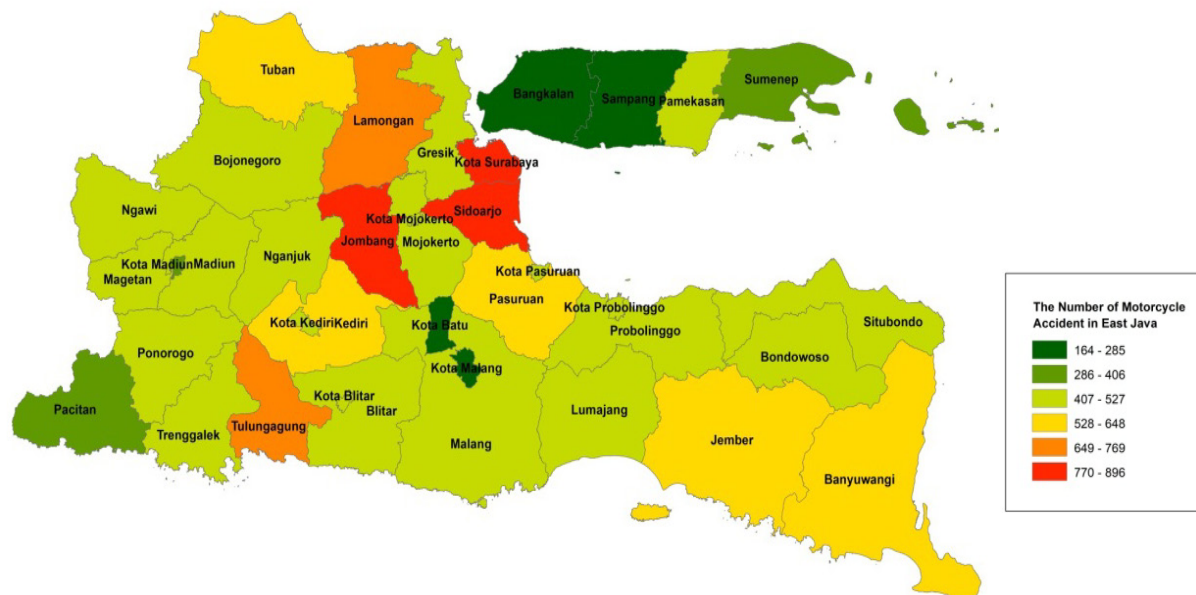 Tuban
Lamongan
Bangkalan
Sampang
Pamekasan
Sumenep
Bojonegoro
Gresik
Kota Surabaya
Ngawi
Kota Mojokerto
Sidoarjo
Jombang
Mojokerto
Nganjuk
Kota Madiun
Madiun
Magetan
Kota Pasuruan
Pasuruan
Kota Kediri
Kediri
Kota Batu
Kota Probolinggo
Probolinggo
Situbondo
Ponorogo
Bondowoso
Kota Malang
Pacitan
Kota Blitar
Blitar
Lumajang
Trenggalek
Tulungagung
Malang
Jember
Banyuwangi
The Number of Motorcycle
Accident in East Java
164 - 285
286 - 406
407 - 527
528 - 648
649 - 769
770 - 896